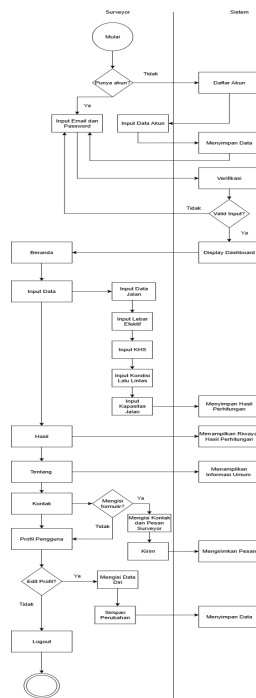 Surveyor
Sistem
Mulai
Punya akun?
Tidak
Daftar Akun
Ya
Input Email dan
Password
Input Data Akun
Menyimpan Data
Verifikasi
Tidak
Valid Input?
Ya
Beranda
Display Dashboard
Input Data
Input Data
Jalan
Input Lebar
Efektif
Input KHS
Input Kondisi
Lalu Lintas
Input
Kapasitas
Jalan
Menyimpan Hasil
Perhitungan
Hasil
Menampilkan Riwayat
Hasil Perhitungan
Tentang
Menampilkan
Informasi Umum
Kontak
Mengisi
formulir?
Ya
Mengisi Kontak
dan Pesan
Surveyor
Tidak
Profil Pengguna
Kirim
Mengirimkan Pesan
Edit Profil?
Ya
Mengisi Data
Diri
Tidak
Simpan
Perubahan
Menyimpan Data
Logout